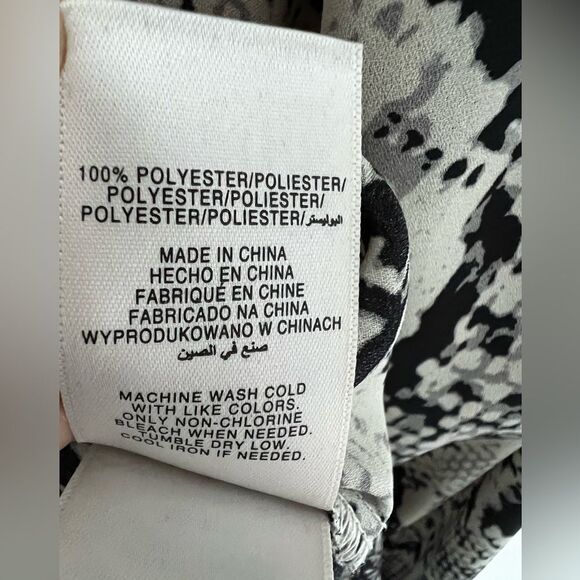 100% POLYESTER/POLIESTER/
POLYESTER/POLIESTER/
POLYESTER/POLIESTER/البوليستر
MADE IN CHINA
HECHO EN CHINA
FABRIQUÉ EN CHINE
FABRICADO NA CHINA
WYPRODUKOWANO W CHINACH
صنع في الصين
MACHINE WASH COLD
WITH LIKE COLORS.
ONLY NON-CHLORINE
BLEACH WHEN NEEDED.
TUMBLE DRY LOW.
COOL IRON IF NEEDED.